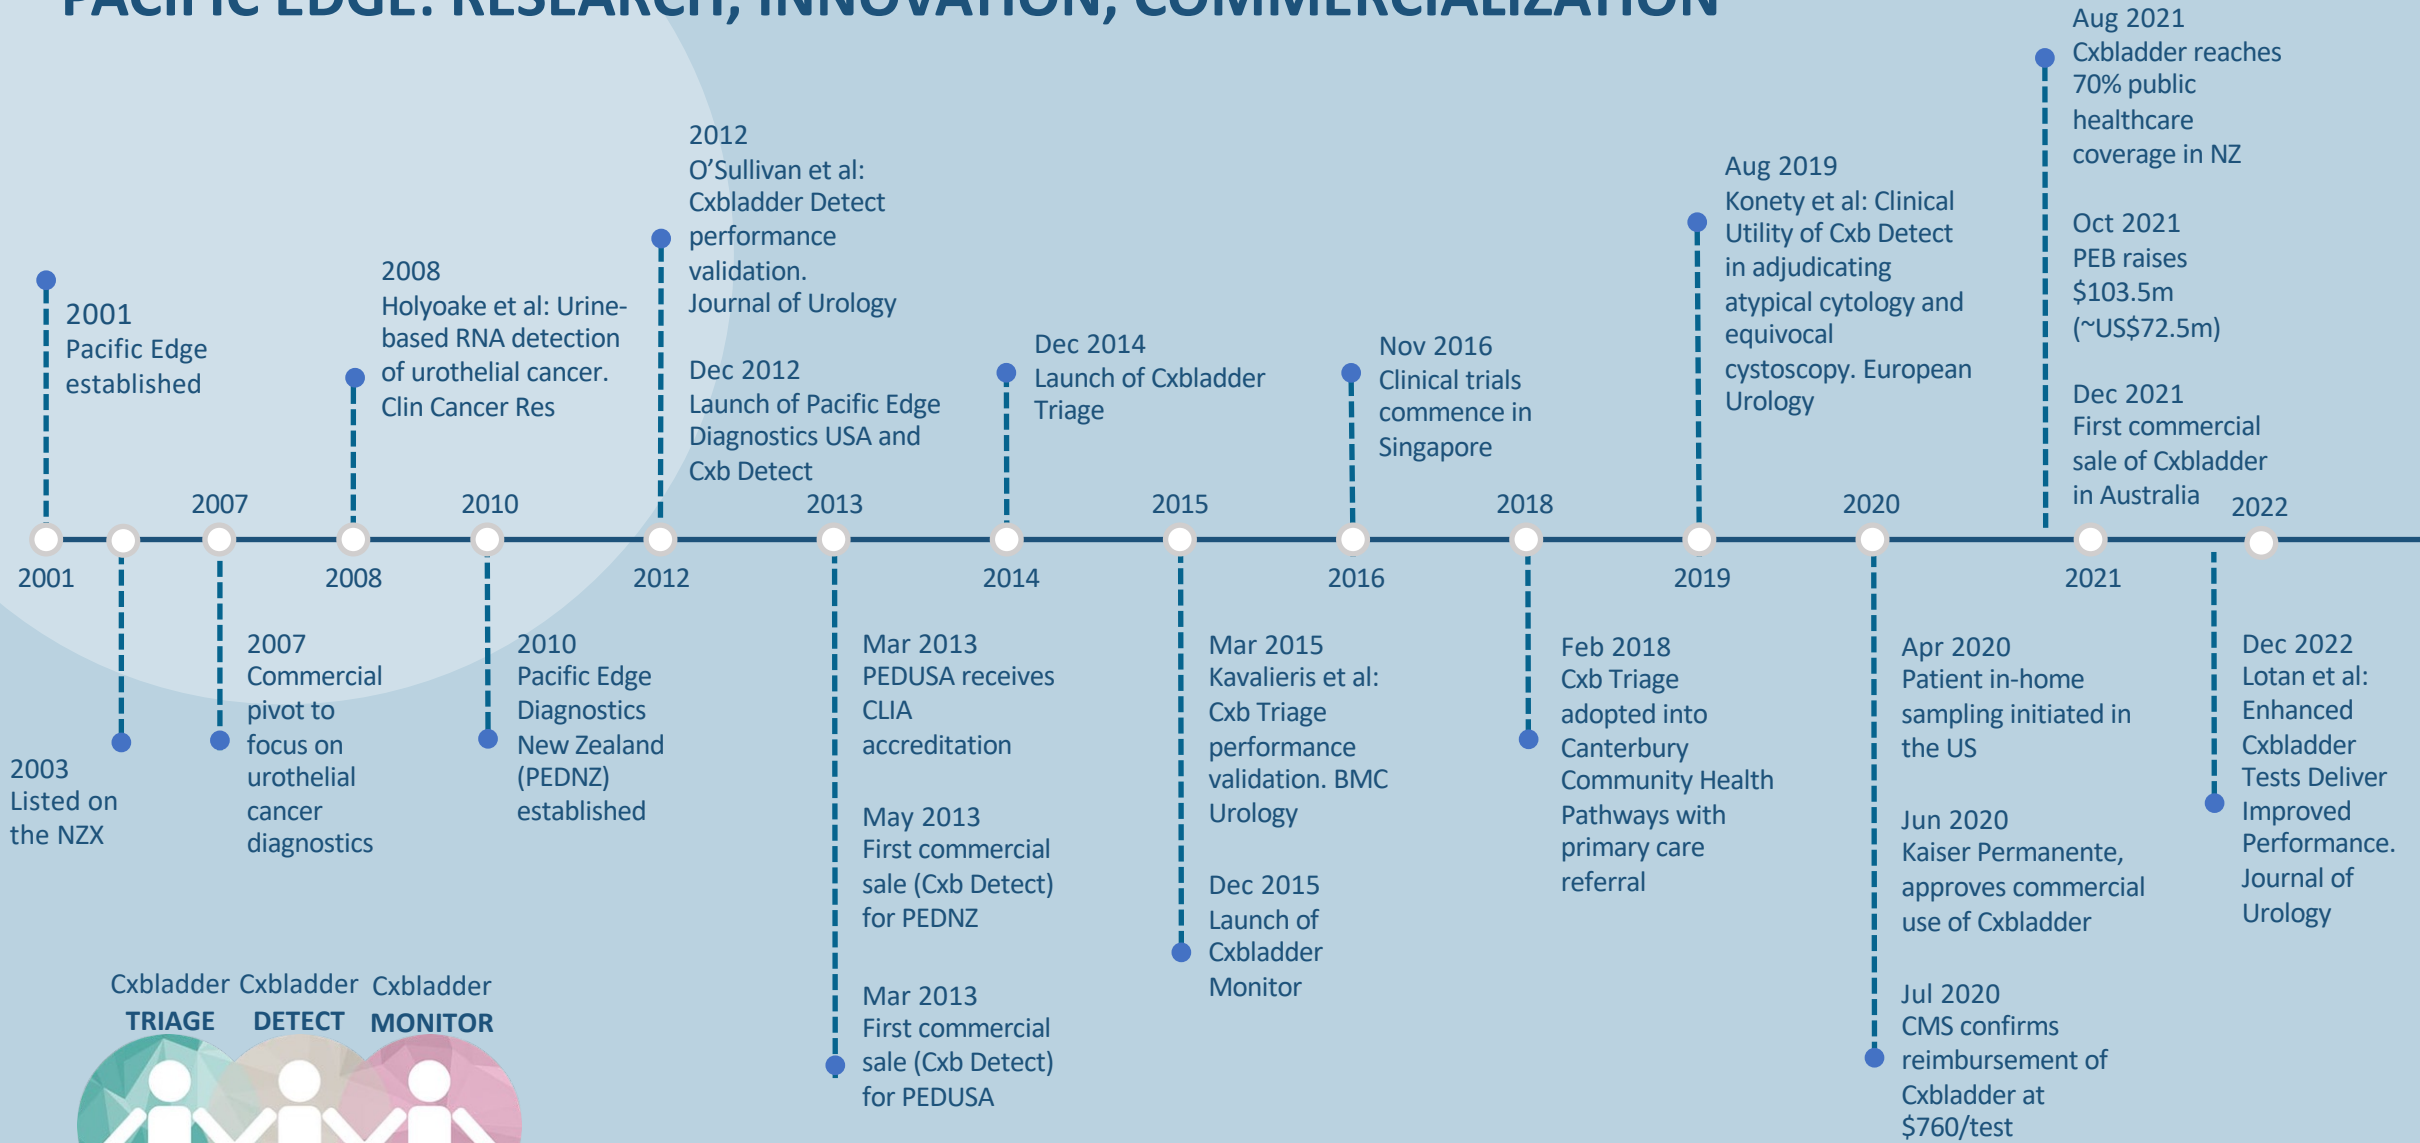 PACIFIC EDGE: RESEARCH, INNOVATION, COMMERCIALIZATION
2001
Pacific Edge
established
2008
Holyoake et al: Urine-
based RNA detection
of urothelial cancer.
Clin Cancer Res
2012
O’Sullivan et al:
Cxbladder Detect
performance
validation.
Journal of Urology
Dec 2012
Launch of Pacific Edge
Diagnostics USA and
Cxb Detect
Dec 2014
Launch of Cxbladder
Triage
Nov 2016
Clinical trials
commence in
Singapore
Aug 2019
Konety et al: Clinical
Utility of Cxb Detect
in adjudicating
atypical cytology and
equivocal
cystoscopy. European
Urology
Aug 2021
Cxbladder reaches
70% public
healthcare
coverage in NZ
Oct 2021
PEB raises
$103.5m
(~US$72.5m)
Dec 2021
First commercial
sale of Cxbladder
in Australia
2007
2010
2013
2015
2018
2020
2022
2001
2008
2012
2014
2016
2019
2021
2003
Listed on
the NZX
2007
Commercial
pivot to
focus on
urothelial
cancer
diagnostics
2010
Pacific Edge
Diagnostics
New Zealand
(PEDNZ)
established
Mar 2013
PEDUSA receives
CLIA
accreditation
May 2013
First commercial
sale (Cxb Detect)
for PEDNZ
Mar 2013
First commercial
sale (Cxb Detect)
for PEDUSA
Mar 2015
Kavalieris et al:
Cxb Triage
performance
validation. BMC
Urology
Dec 2015
Launch of
Cxbladder
Monitor
Feb 2018
Cxb Triage
adopted into
Canterbury
Community Health
Pathways with
primary care
referral
Apr 2020
Patient in-home
sampling initiated in
the US
Jun 2020
Kaiser Permanente,
approves commercial
use of Cxbladder
Jul 2020
CMS confirms
reimbursement of
Cxbladder at
$760/test
Dec 2022
Lotan et al:
Enhanced
Cxbladder
Tests Deliver
Improved
Performance.
Journal of
Urology
Cxbladder
TRIAGE
Cxbladder
DETECT
Cxbladder
MONITOR